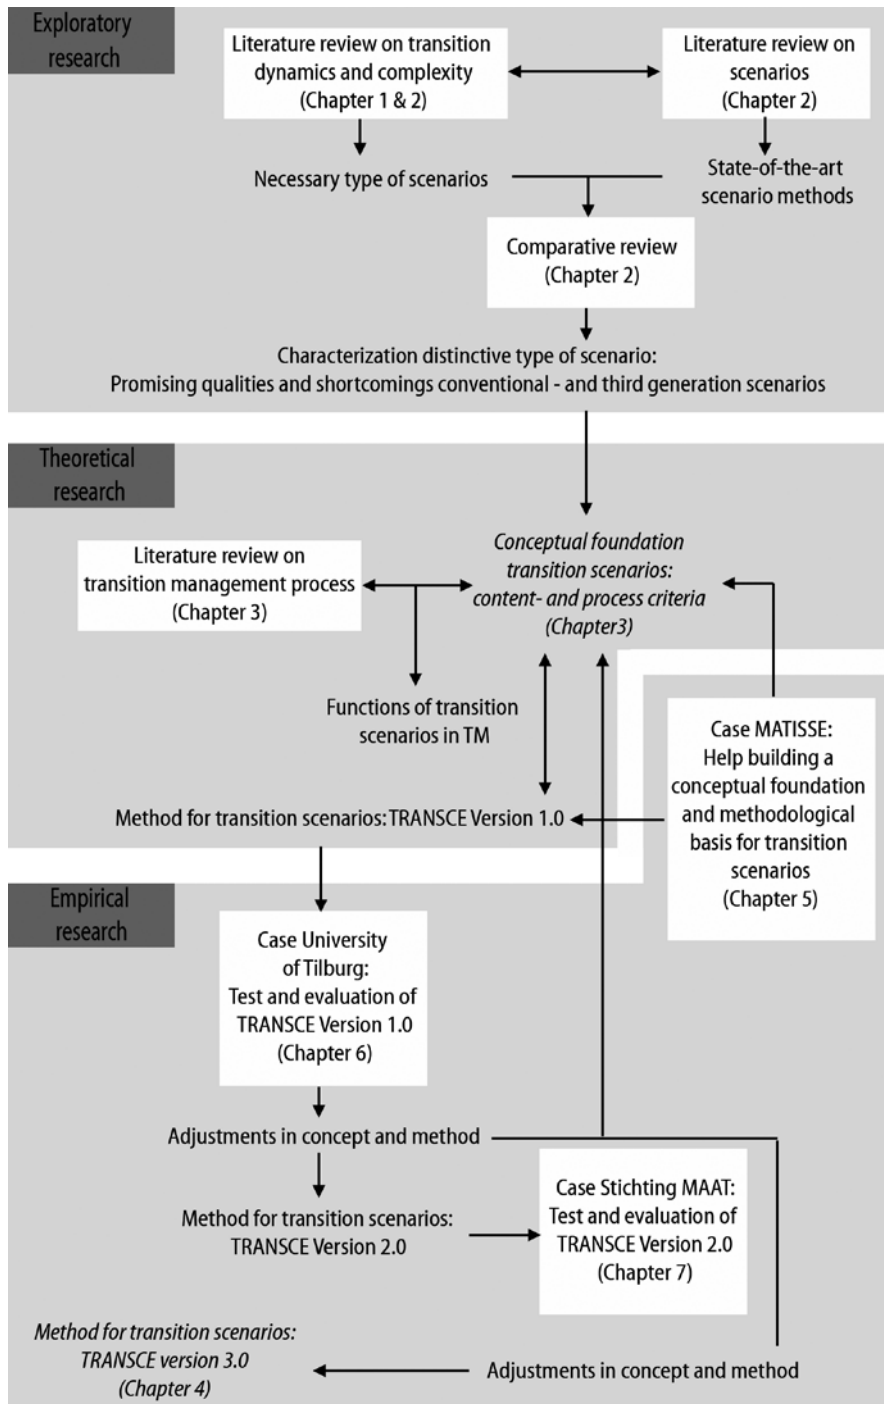 Exploratory
research
Literature review on transition
dynamics and complexity
(Chapter 1 & 2)
Literature review on
scenarios
(Chapter 2)
Necessary type of scenarios
State-of-the-art
scenario methods
Comparative review
(Chapter 2)
Characterization distinctive type of scenario:
Promising qualities and shortcomings conventional - and third generation scenarios
Theoretical
research
Literature review on
transition management process
(Chapter 3)
Conceptual foundation
transition scenarios:
content- and process criteria
(Chapter3)
Functions of transition
scenarios in TM
Case MATISSE:
Help building a
conceptual foundation
and methodological
basis for transition
scenarios
(Chapter 5)
Method for transition scenarios: TRANSCE Version 1.0
Empirical
research
Case University
of Tilburg:
Test and evaluation of
TRANSCE Version 1.0
(Chapter 6)
Adjustments in concept and method
Method for transition scenarios:
TRANSCE Version 2.0
Case Stichting MAAT:
Test and evaluation of
TRANSCE Version 2.0
(Chapter 7)
Method for transition scenarios:
TRANSCE version 3.0
(Chapter 4)
Adjustments in concept and method